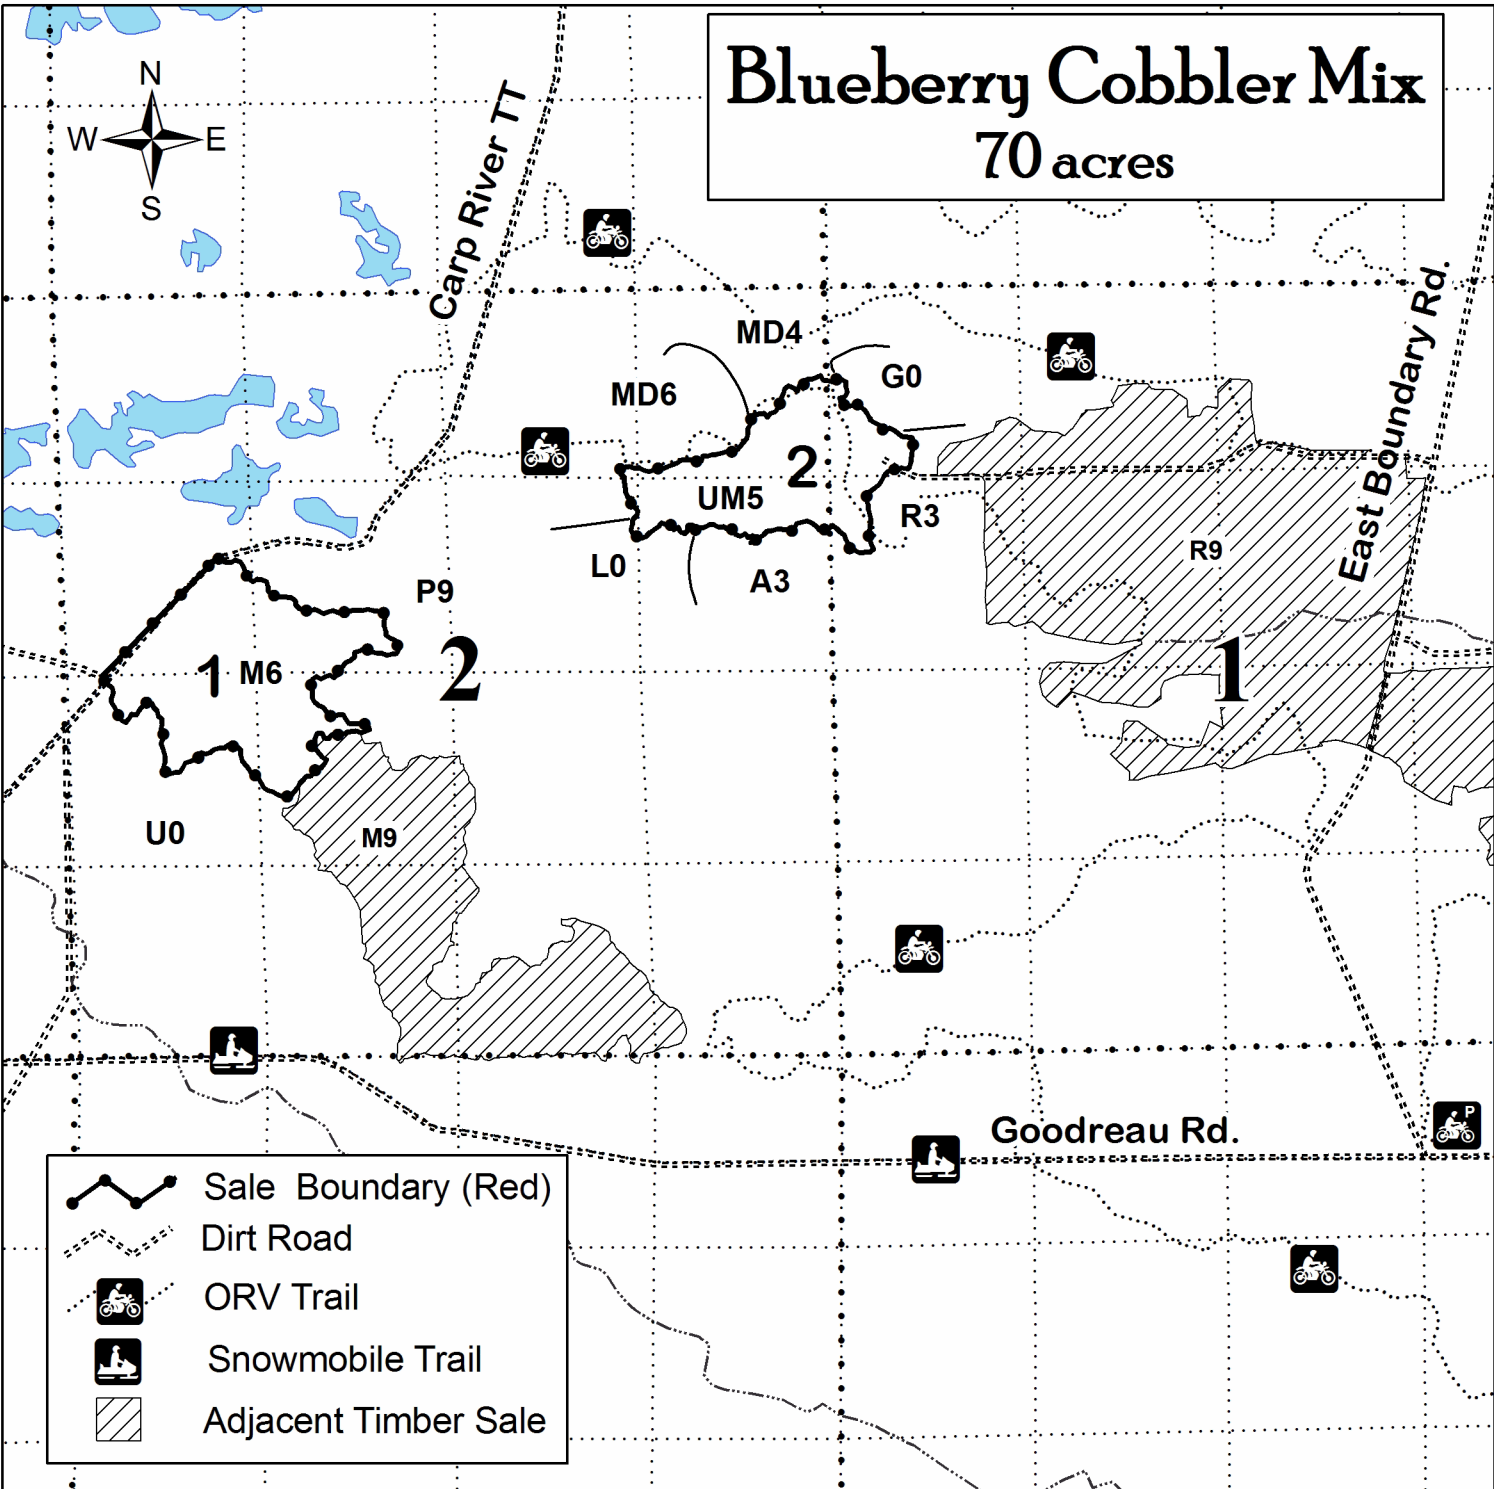 Blueberry Cobbler Mix
70 acres
N
W E
S
Carp River TT
East Boundary Rd.
MD4
G0
MD6
2
UM5
R3
R9
L0
A3
P9
1 M6
2
1
U0
M9
Goodreau Rd.
P
Sale Boundary (Red)
Dirt Road
ORV Trail
Snowmobile Trail
Adjacent Timber Sale